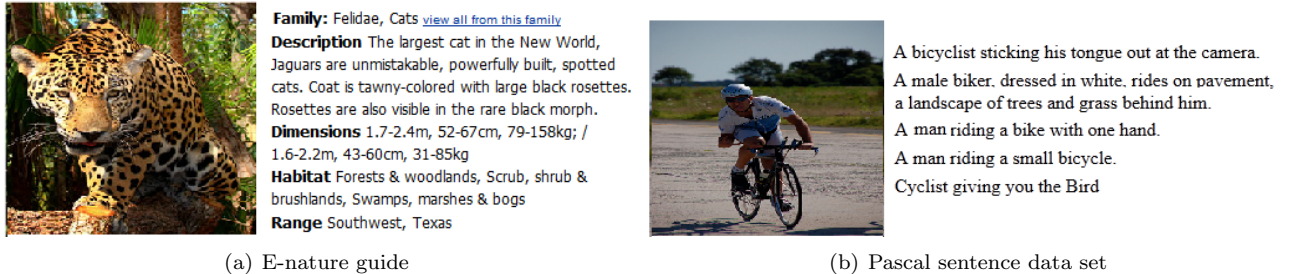 Family: Felidae, Cats view all from this family
Description The largest cat in the New World,
Jaguars are unmistakable, powerfully built, spotted
cats. Coat is tawny-colored with large black rosettes.
Rosettes are also visible in the rare black morph.
Dimensions 1.7-2.4m, 52-67cm, 79-158kg; /
1.6-2.2m, 43-60cm, 31-85kg
Habitat Forests & woodlands, Scrub, shrub &
brushlands, Swamps, marshes & bogs
Range Southwest, Texas
(a) E-nature guide
A bicyclist sticking his tongue out at the camera.
A male biker, dressed in white, rides on pavement,
a landscape of trees and grass behind him.
A man riding a bike with one hand.
A man riding a small bicycle.
Cyclist giving you the Bird
(b) Pascal sentence data set